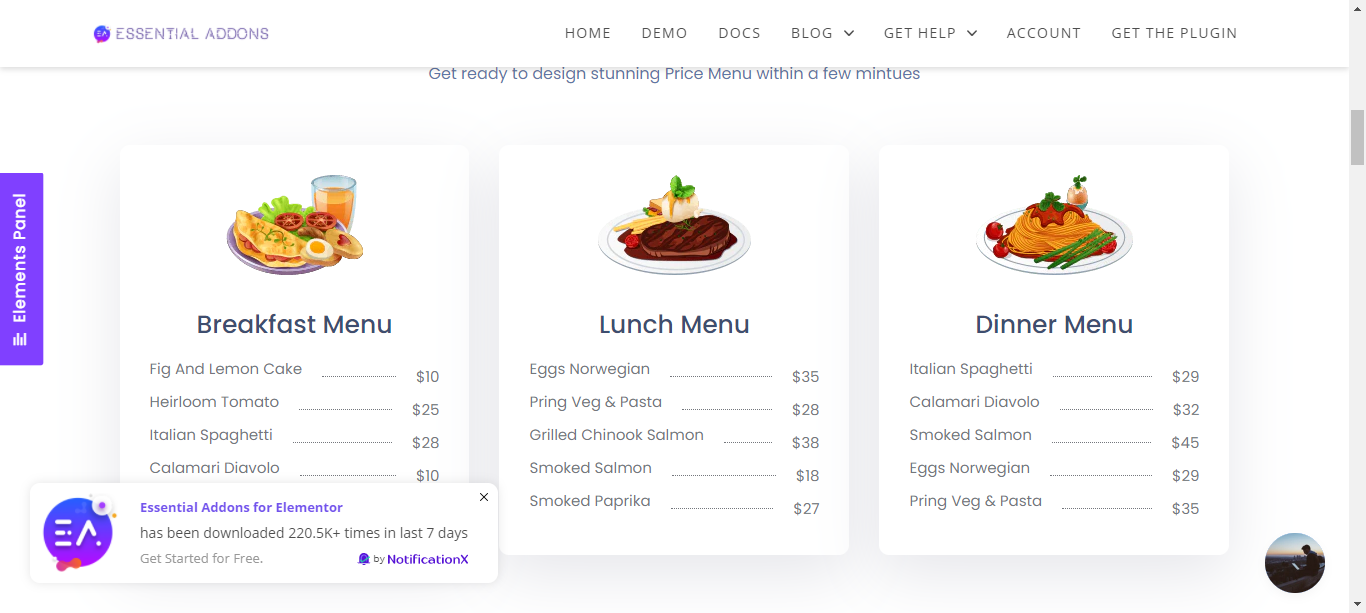 ESSENTIAL ADDONS
HOME DEMO DOCS BLOG GET HELP ACCOUNT GET THE PLUGIN
Get ready to design stunning Price Menu within a few mintues
Elements Panel
Breakfast Menu
Fig And Lemon Cake $10
Heirloom Tomato $25
Italian Spaghetti $28
Calamari Diavolo $10
Lunch Menu
Eggs Norwegian $35
Pring Veg & Pasta $28
Grilled Chinook Salmon $38
Smoked Salmon $18
Smoked Paprika $27
Dinner Menu
Italian Spaghetti $29
Calamari Diavolo $32
Smoked Salmon $45
Eggs Norwegian $29
Pring Veg & Pasta $35
EA
Essential Addons for Elementor
has been downloaded 220.5K+ times in last 7 days
Get Started for Free. by NotificationX